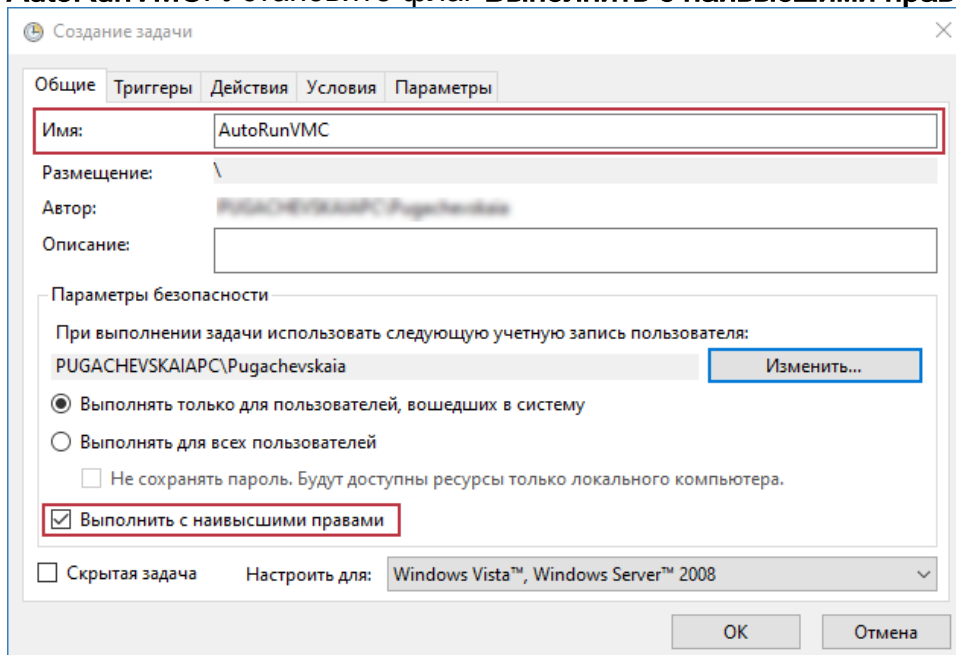 Создание задачи
Общие Триггеры Действия Условия Параметры
Имя: AutoRunVMC
Размещение: \
Автор:
Описание:
Параметры безопасности
При выполнении задачи использовать следующую учетную запись пользователя:
PUGACHEVSKAIAPC\Pugachevskaia Изменить...
Выполнять только для пользователей, вошедших в систему
Выполнять для всех пользователей
Не сохранять пароль. Будут доступны ресурсы только локального компьютера.
Выполнить с наивысшими правами
Скрытая задача Настроить для: Windows Vista™, Windows Server™ 2008
OK Отмена